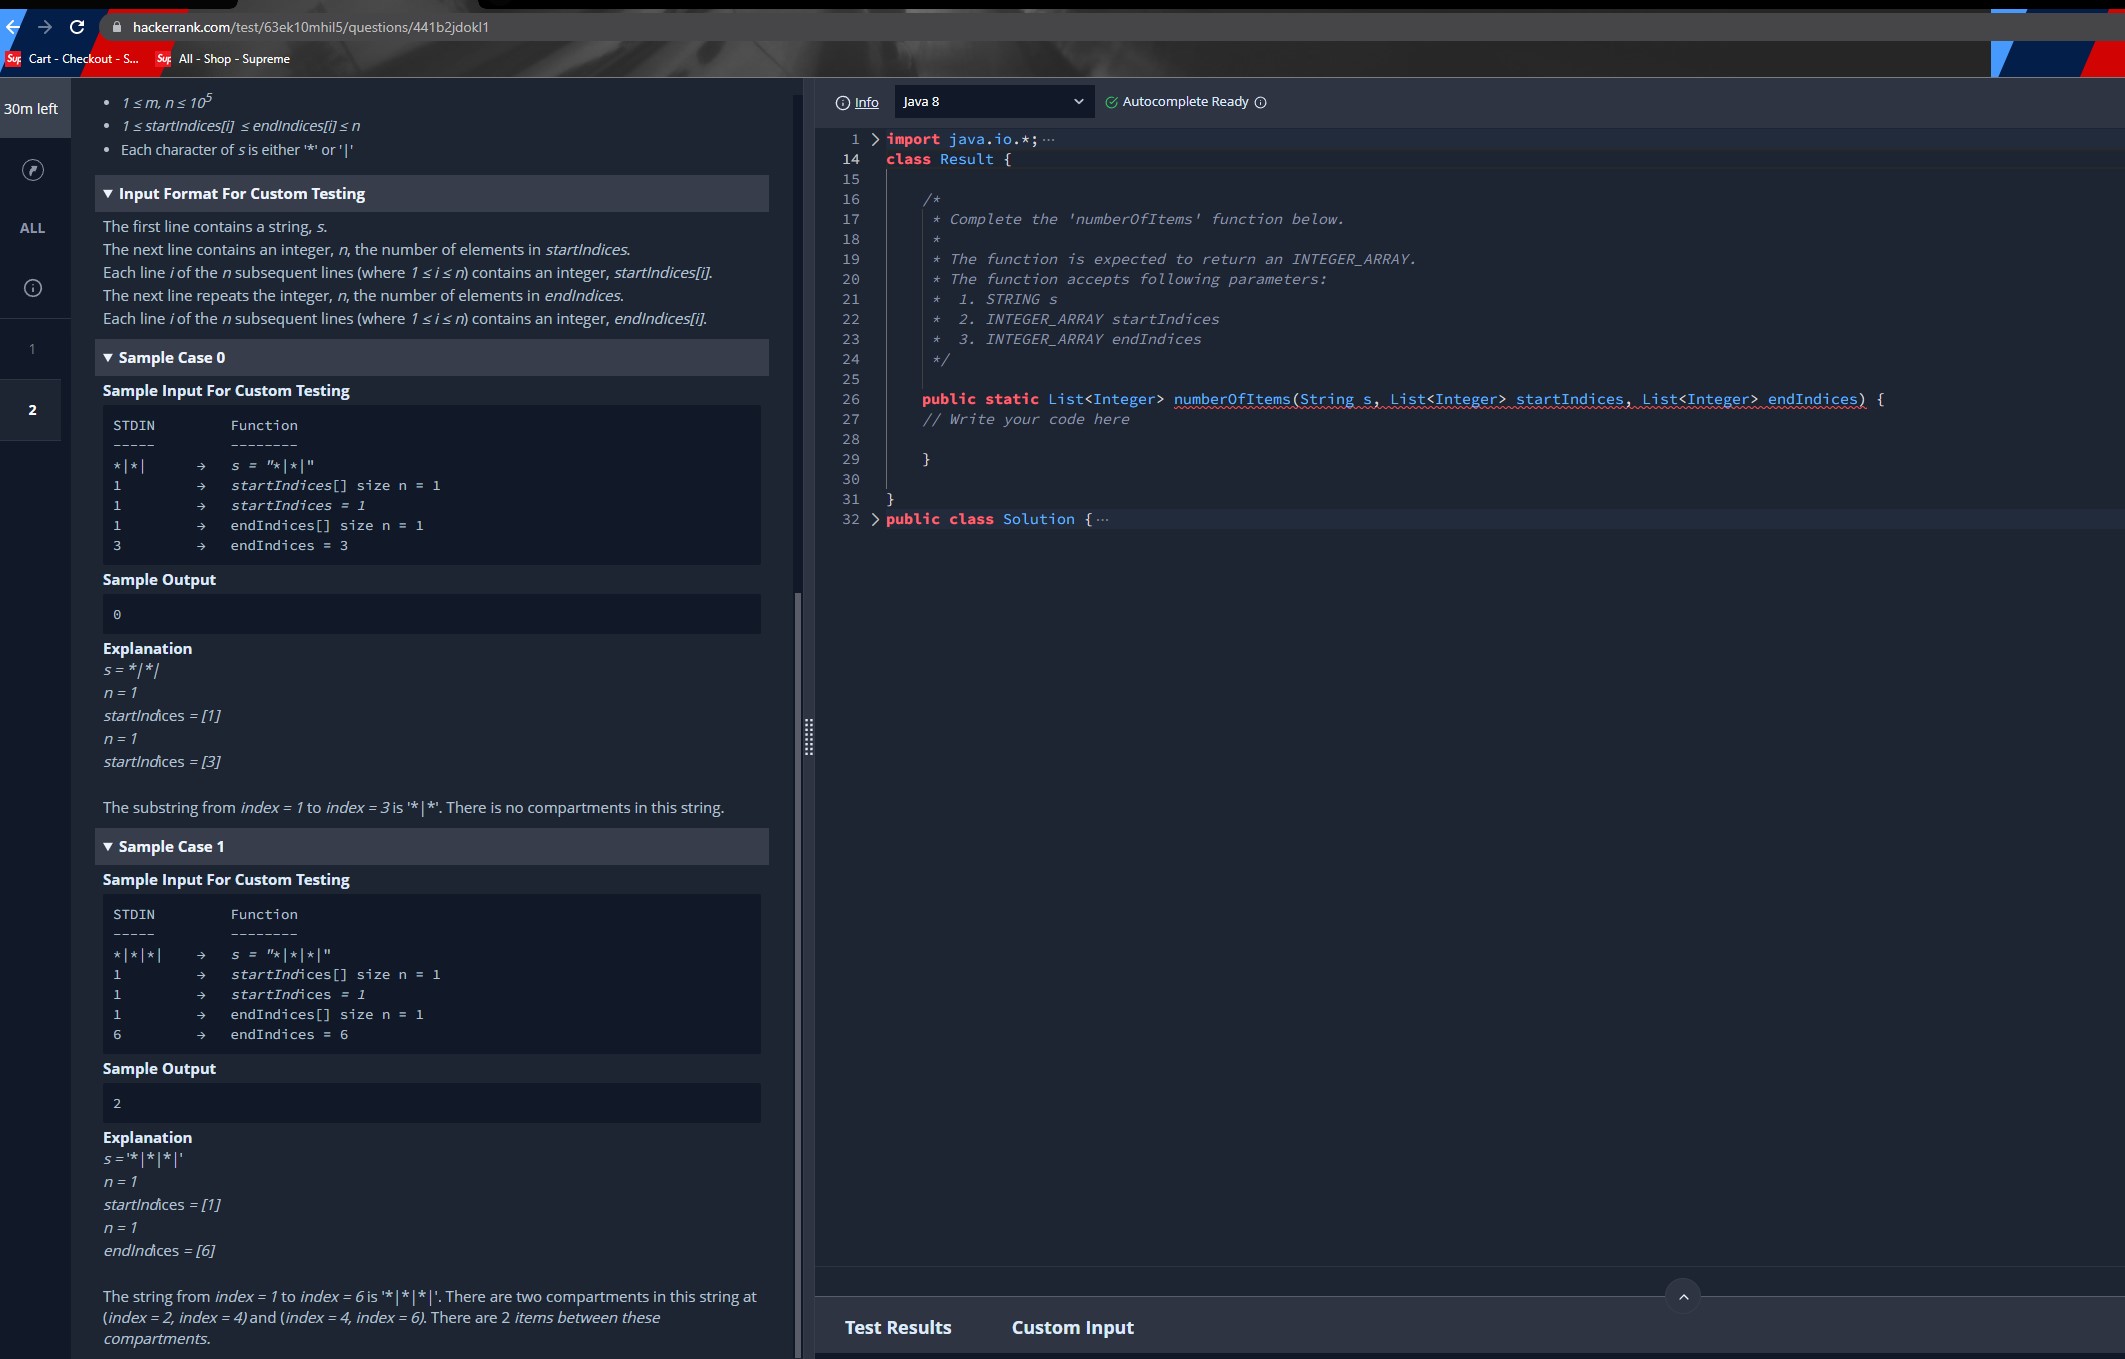 hackerrank.com/test/63ek10mhil5/questions/441b2jdokl1
Sup Cart - Checkout - S... Sup All - Shop - Supreme
30m left
ALL
1
2
• 1 ≤ m, n ≤ 10^5
• 1 ≤ startIndices[i] ≤ endIndices[i] ≤ n
• Each character of s is either '*' or '|'
▼ Input Format For Custom Testing
The first line contains a string, s.
The next line contains an integer, n, the number of elements in startIndices.
Each line i of the n subsequent lines (where 1 ≤ i ≤ n) contains an integer, startIndices[i].
The next line repeats the integer, n, the number of elements in endIndices.
Each line i of the n subsequent lines (where 1 ≤ i ≤ n) contains an integer, endIndices[i].
▼ Sample Case 0
Sample Input For Custom Testing
STDIN Function
----- --------
*|*| → s = "*|*|"
1 → startIndices[] size n = 1
1 → startIndices = 1
1 → endIndices[] size n = 1
3 → endIndices = 3
Sample Output
0
Explanation
s = *|*|
n = 1
startIndices = [1]
n = 1
startIndices = [3]
The substring from index = 1 to index = 3 is '*|*'. There is no compartments in this string.
▼ Sample Case 1
Sample Input For Custom Testing
STDIN Function
----- --------
*|*|*| → s = "*|*|*|"
1 → startIndices[] size n = 1
1 → startIndices = 1
1 → endIndices[] size n = 1
6 → endIndices = 6
Sample Output
2
Explanation
s = '*|*|*|'
n = 1
startIndices = [1]
n = 1
endIndices = [6]
The string from index = 1 to index = 6 is '*|*|*|'. There are two compartments in this string at
(index = 2, index = 4) and (index = 4, index = 6). There are 2 items between these
compartments.
Info Java 8 Autocomplete Ready
1 import java.io.*; ...
14 class Result {
15
16 /*
17 * Complete the 'numberOfItems' function below.
18 *
19 * The function is expected to return an INTEGER_ARRAY.
20 * The function accepts following parameters:
21 * 1. STRING s
22 * 2. INTEGER_ARRAY startIndices
23 * 3. INTEGER_ARRAY endIndices
24 */
25
26 public static List<Integer> numberOfItems(String s, List<Integer> startIndices, List<Integer> endIndices) {
27 // Write your code here
28
29 }
30
31 }
32 public class Solution { ...
Test Results Custom Input